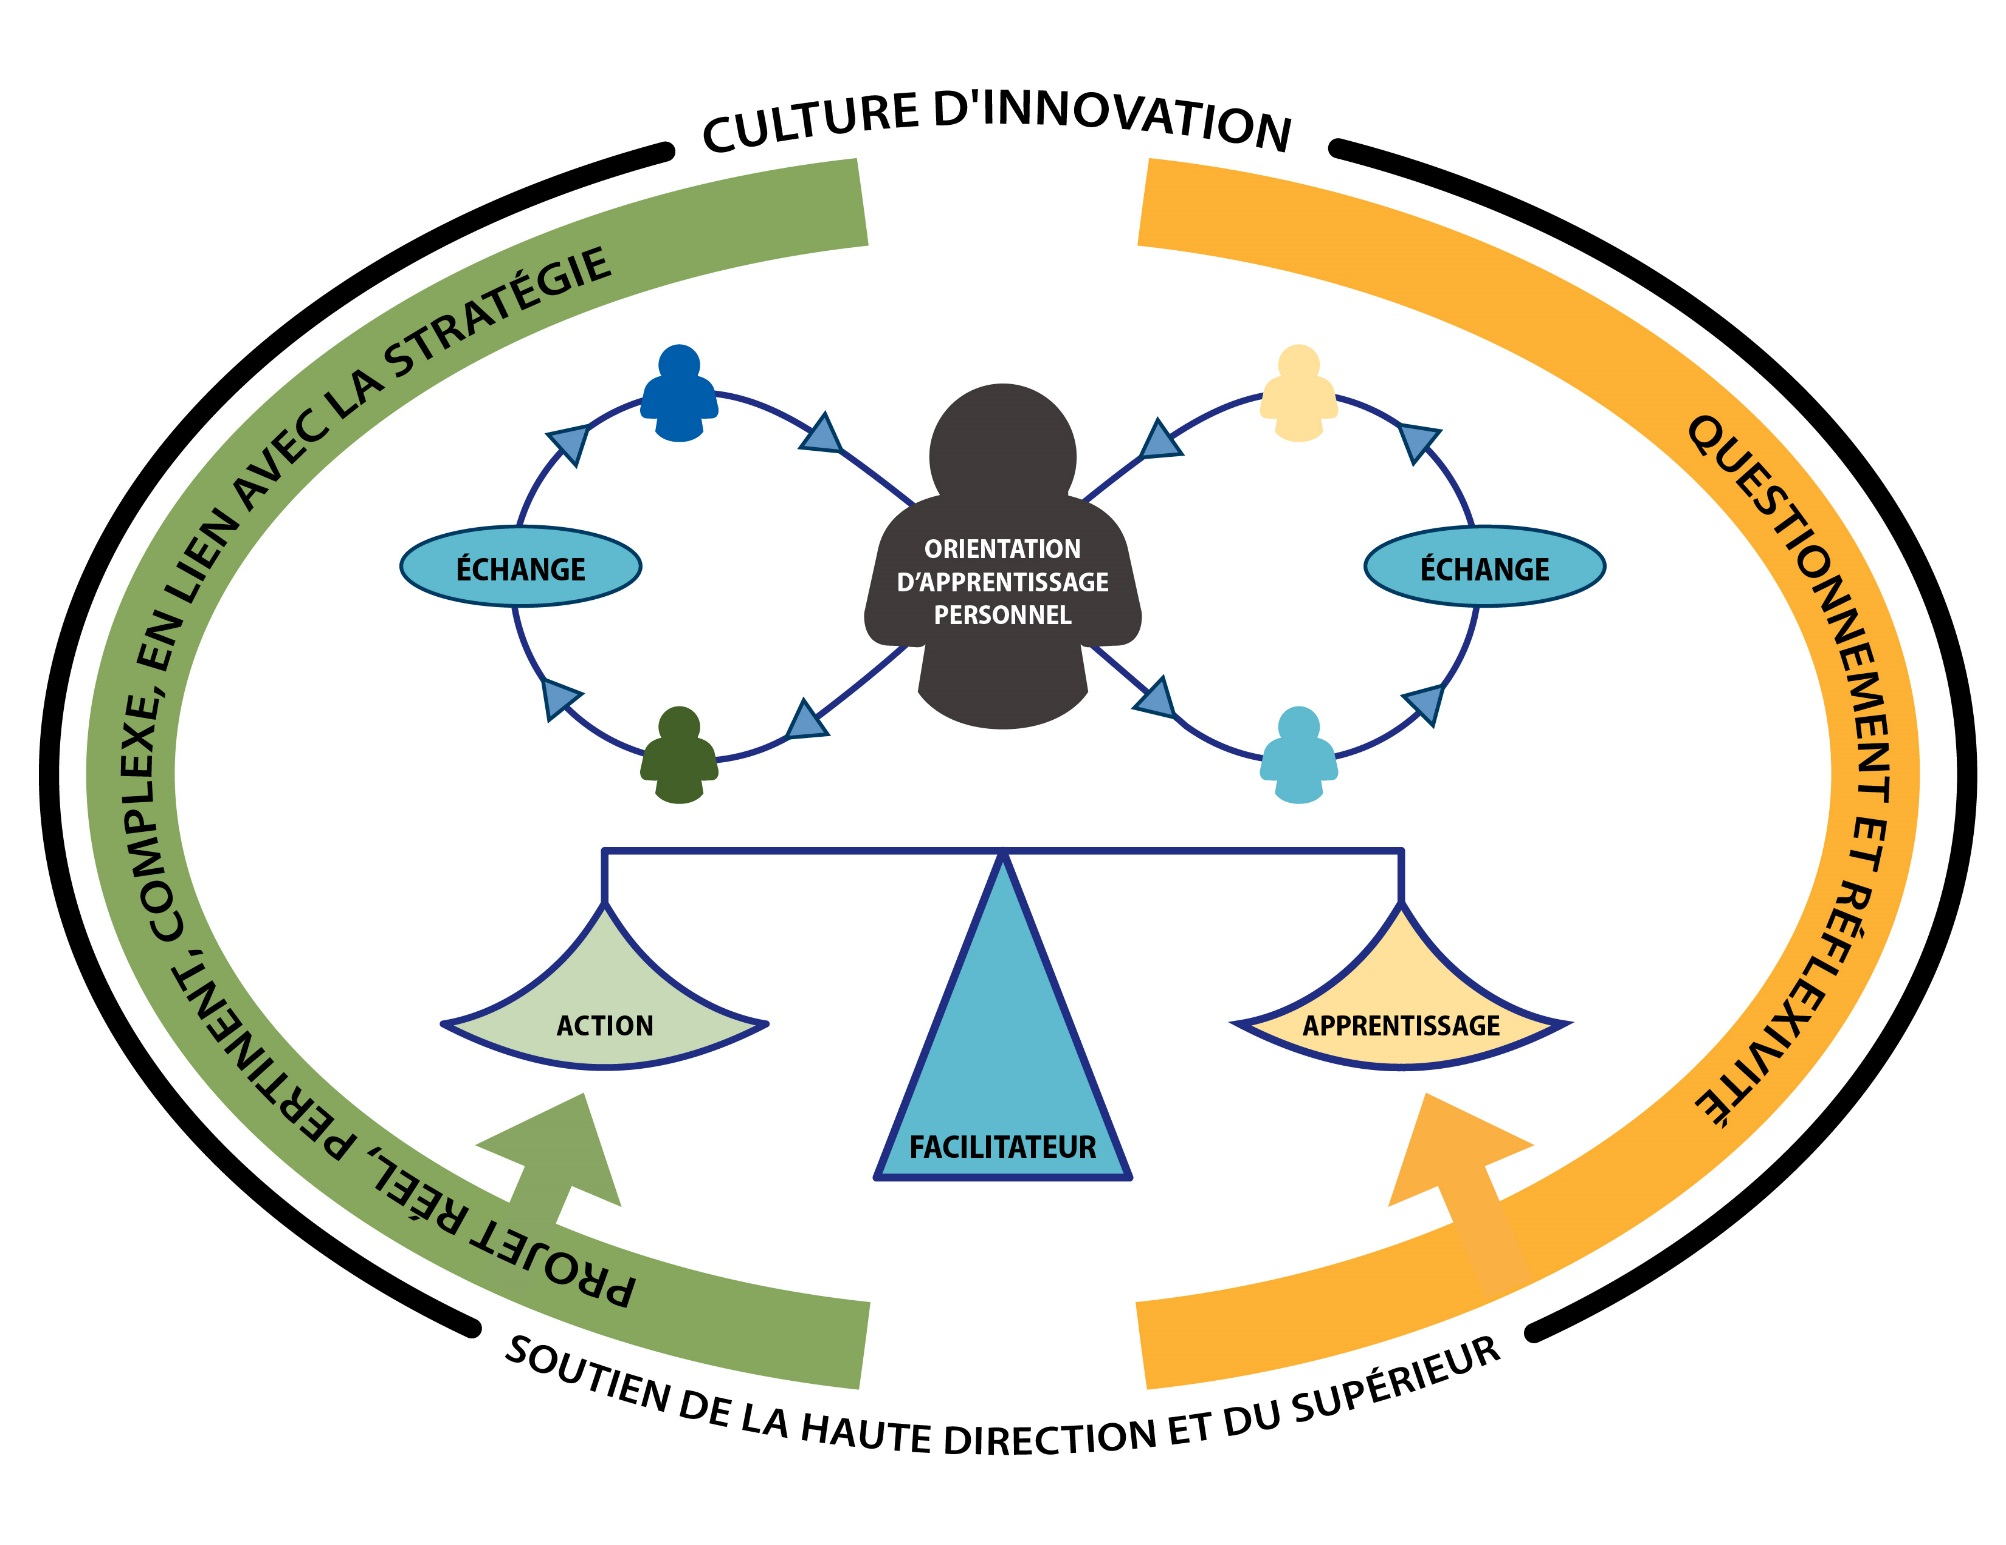 CULTURE D'INNOVATION
PROJET RÉEL, PERTINENT, COMPLEXE, EN LIEN AVEC LA STRATÉGIE
QUESTIONNEMENT ET RÉFLEXIVITÉ
ÉCHANGE
ORIENTATION
D’APPRENTISSAGE
PERSONNEL
ÉCHANGE
ACTION
APPRENTISSAGE
FACILITATEUR
SOUTIEN DE LA HAUTE DIRECTION ET DU SUPÉRIEUR